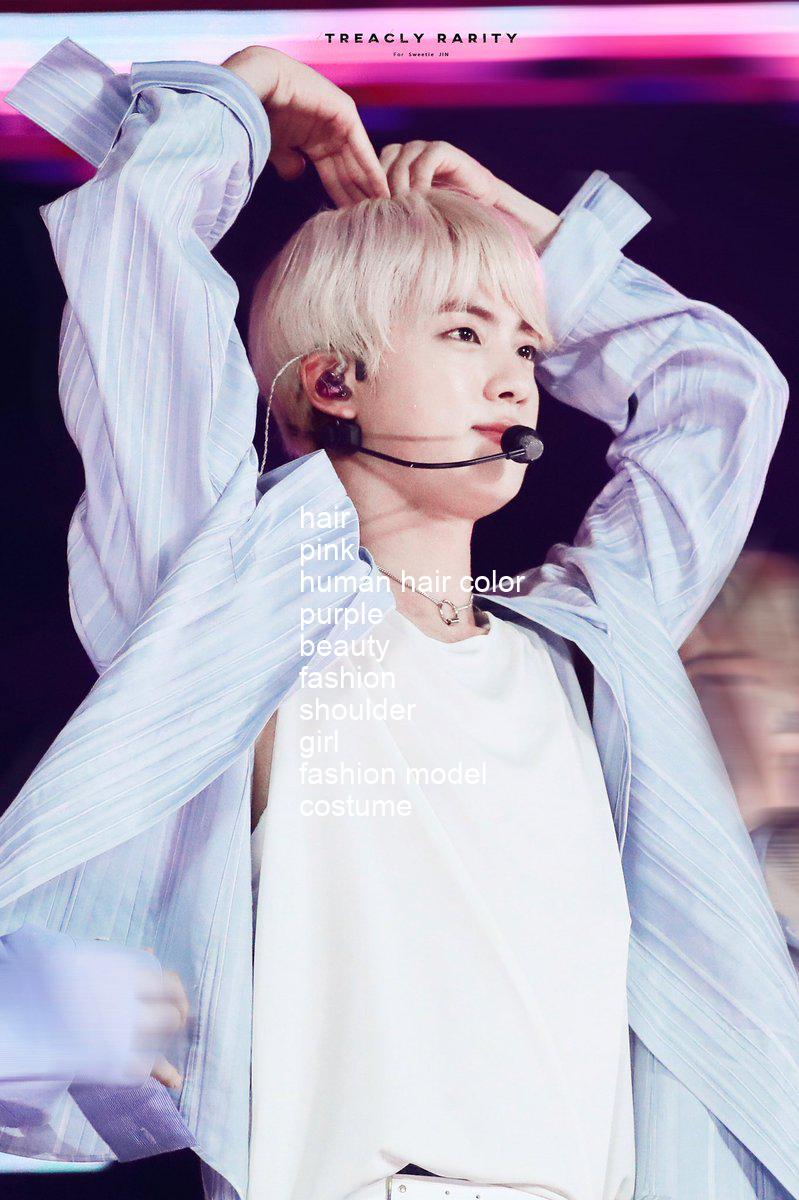 TREACLY RARITY
For Sweetie JIN
hair
pink
human hair color
purple
beauty
fashion
shoulder
girl
fashion model
costume